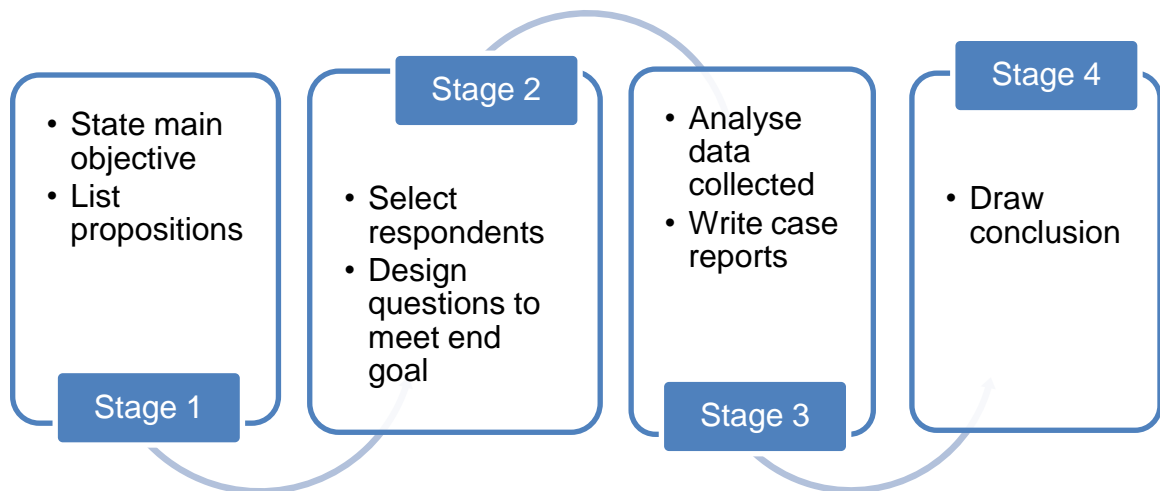 • State main
objective
• List
propositions
Stage 1
Stage 2
• Select
respondents
• Design
questions to
meet end
goal
• Analyse
data
collected
• Write case
reports
Stage 3
Stage 4
• Draw
conclusion